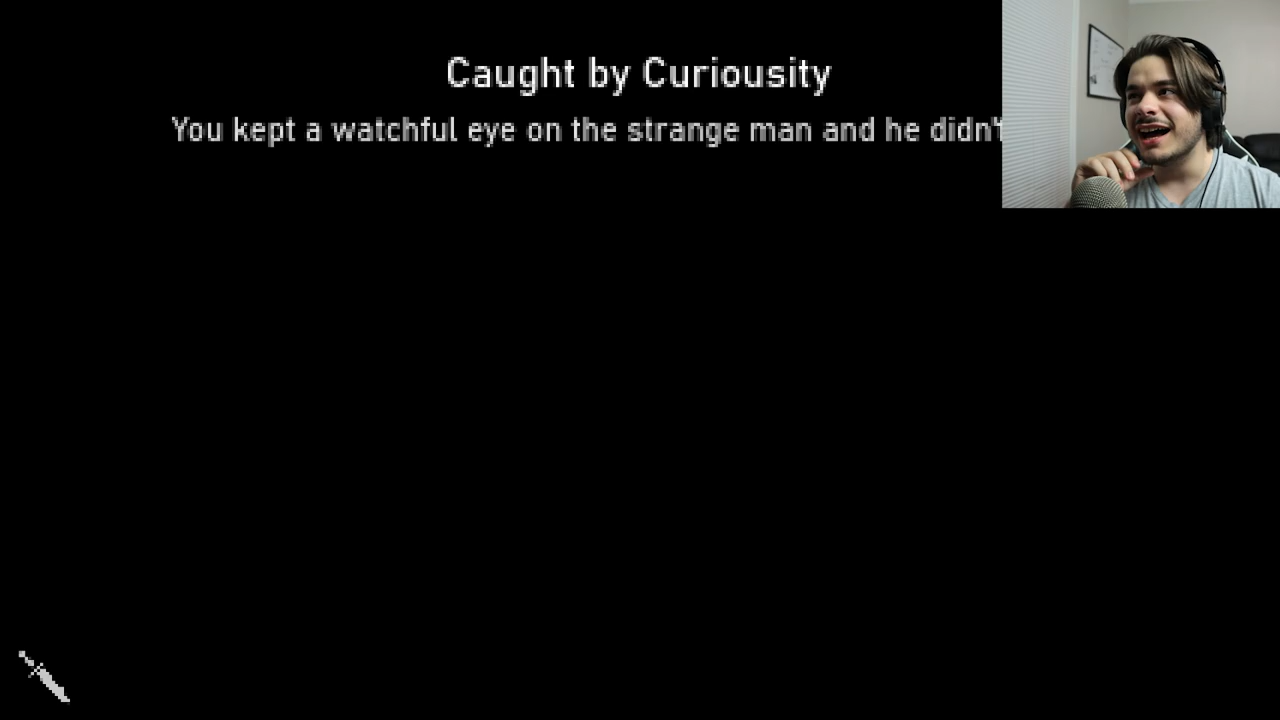 Caught by Curiousity
You kept a watchful eye on the strange man and he didn't